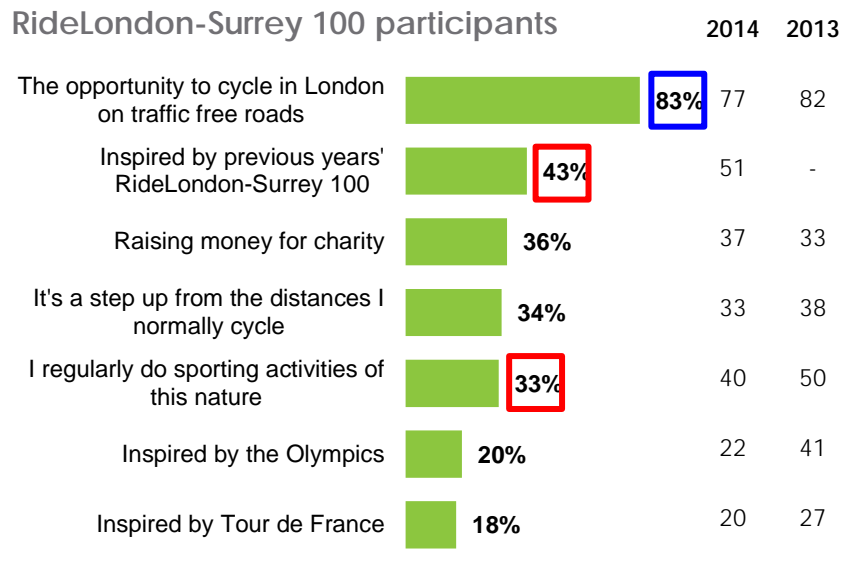 RideLondon-Surrey 100 participants 2014 2013
The opportunity to cycle in London
on traffic free roads 83% 77 82
Inspired by previous years'
RideLondon-Surrey 100 43% 51 -
Raising money for charity 36% 37 33
It's a step up from the distances I
normally cycle 34% 33 38
I regularly do sporting activities of
this nature 33% 40 50
Inspired by the Olympics 20% 22 41
Inspired by Tour de France 18% 20 27